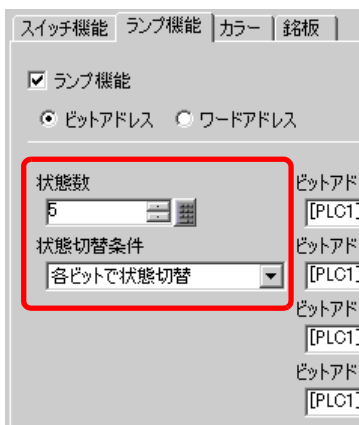 スイッチ機能 ランプ機能 カラー 銘板
ランプ機能
ビットアドレス ワードアドレス
状態数
5
状態切替条件
各ビットで状態切替
ビットアド
[PLC1]
ビットアド
[PLC1]
ビットアド
[PLC1]
ビットアド
[PLC1]